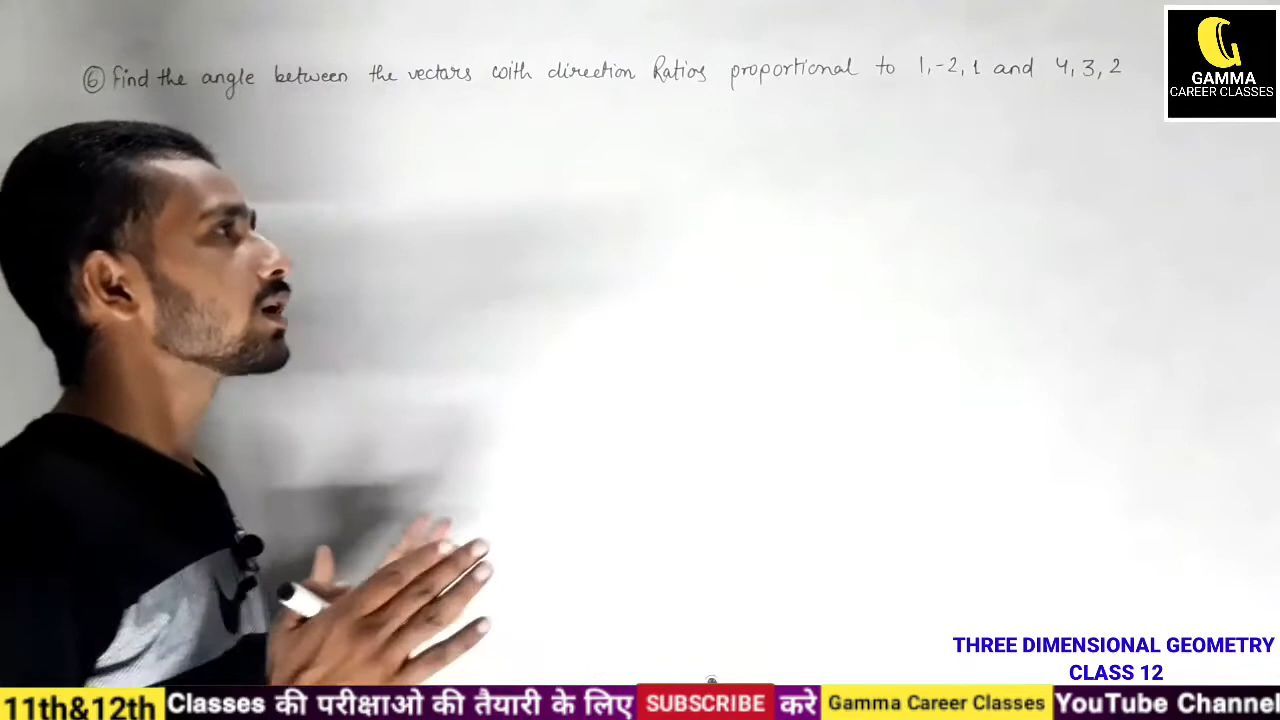 ⑥ find the angle between the vectors with direction Ratios proportional to 1,-2,1 and 4,3,2
GAMMA
CAREER CLASSES
THREE DIMENSIONAL GEOMETRY
CLASS 12
11th&12th Classes की परीक्षाओ की तैयारी के लिए SUBSCRIBE करे Gamma Career Classes YouTube Channel